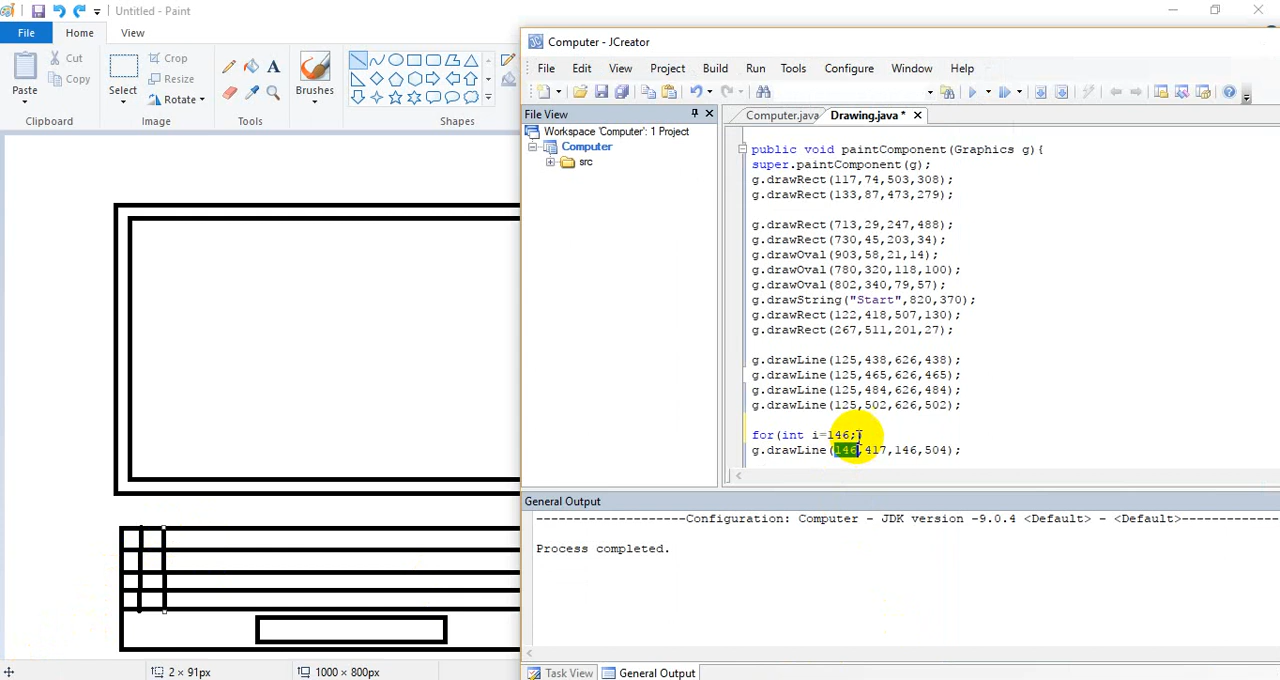 Untitled - Paint
File Home View
Paste
Cut
Copy
Clipboard
Select
Crop
Resize
Rotate
Image
A
Tools
Brushes
Shapes
Computer - JCreator
File Edit View Project Build Run Tools Configure Window Help
File View
Workspace 'Computer': 1 Project
Computer
src
Computer.java Drawing.java *
public void paintComponent(Graphics g){
super.paintComponent(g);
g.drawRect(117,74,503,308);
g.drawRect(133,87,473,279);
g.drawRect(713,29,247,488);
g.drawRect(730,45,203,34);
g.drawOval(903,58,21,14);
g.drawOval(780,320,118,100);
g.drawOval(802,340,79,57);
g.drawString("Start",820,370);
g.drawRect(122,418,507,130);
g.drawRect(267,511,201,27);
g.drawLine(125,438,626,438);
g.drawLine(125,465,626,465);
g.drawLine(125,484,626,484);
g.drawLine(125,502,626,502);
for(int i=146;)
g.drawLine(146,417,146,504);
General Output
--------------------Configuration: Computer - JDK version -9.0.4 <Default> - <Default>-------------
Process completed.
Task View General Output
2 × 91px 1000 × 800px